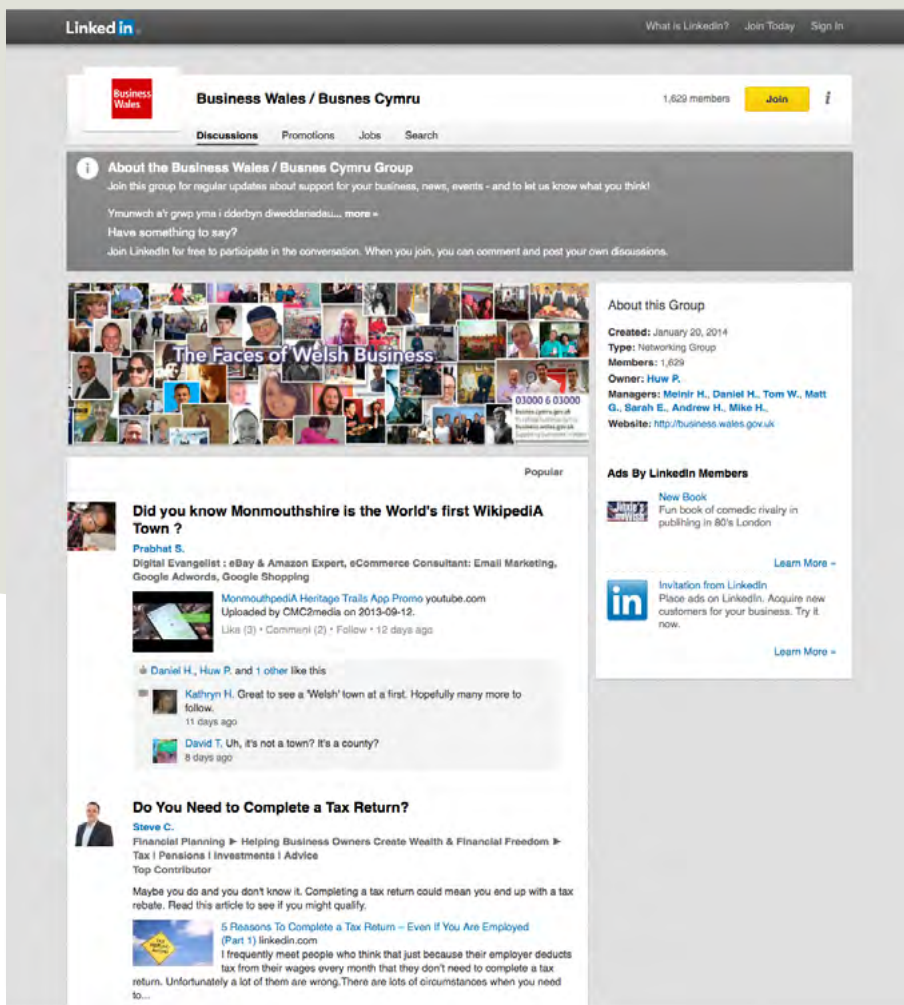 Linked in
What is LinkedIn? Join Today Sign In
Business Wales
Business Wales / Busnes Cymru
1,629 members Join
Discussions Promotions Jobs Search
About the Business Wales / Busnes Cymru Group
Join this group for regular updates about support for your business, news, events - and to let us know what you think!
Ymunwch a'r grwp yma i dderbyn diweddariadau... more »
Have something to say?
Join LinkedIn for free to participate in the conversation. When you join, you can comment and post your own discussions.
The Faces of Welsh Business
03000 6 03000
Popular
Did you know Monmouthshire is the World's first WikipediA
Town ?
Prabhat S.
Digital Evangelist : eBay & Amazon Expert, eCommerce Consultant: Email Marketing,
Google Adwords, Google Shopping
MonmouthpediA Heritage Trails App Promo youtube.com
Uploaded by CMC2media on 2013-09-12.
Like (3) • Comment (2) • Follow • 12 days ago
Daniel H., Huw P. and 1 other like this
Kathryn H. Great to see a 'Welsh' town at a first. Hopefully many more to
follow.
11 days ago
David T. Uh, it's not a town? It's a county?
8 days ago
Do You Need to Complete a Tax Return?
Steve C.
Financial Planning ► Helping Business Owners Create Wealth & Financial Freedom ►
Tax | Pensions | Investments | Advice
Top Contributor
Maybe you do and you don't know it. Completing a tax return could mean you end up with a tax
rebate. Read this article to see if you might qualify.
5 Reasons To Complete a Tax Return – Even If You Are Employed
(Part 1) linkedin.com
I frequently meet people who think that just because their employer deducts
tax from their wages every month that they don't need to complete a tax
return. Unfortunately a lot of them are wrong.There are lots of circumstances when you need
to...
About this Group
Created: January 20, 2014
Type: Networking Group
Members: 1,629
Owner: Huw P.
Managers: Meinir H., Daniel H., Tom W., Matt
G., Sarah E., Andrew H., Mike H.,
Website: http://business.wales.gov.uk
Ads By LinkedIn Members
New Book
Fun book of comedic rivalry in
publihing in 80's London
Learn More »
in
Invitation from LinkedIn
Place ads on LinkedIn. Acquire new
customers for your business. Try it
now.
Learn More »